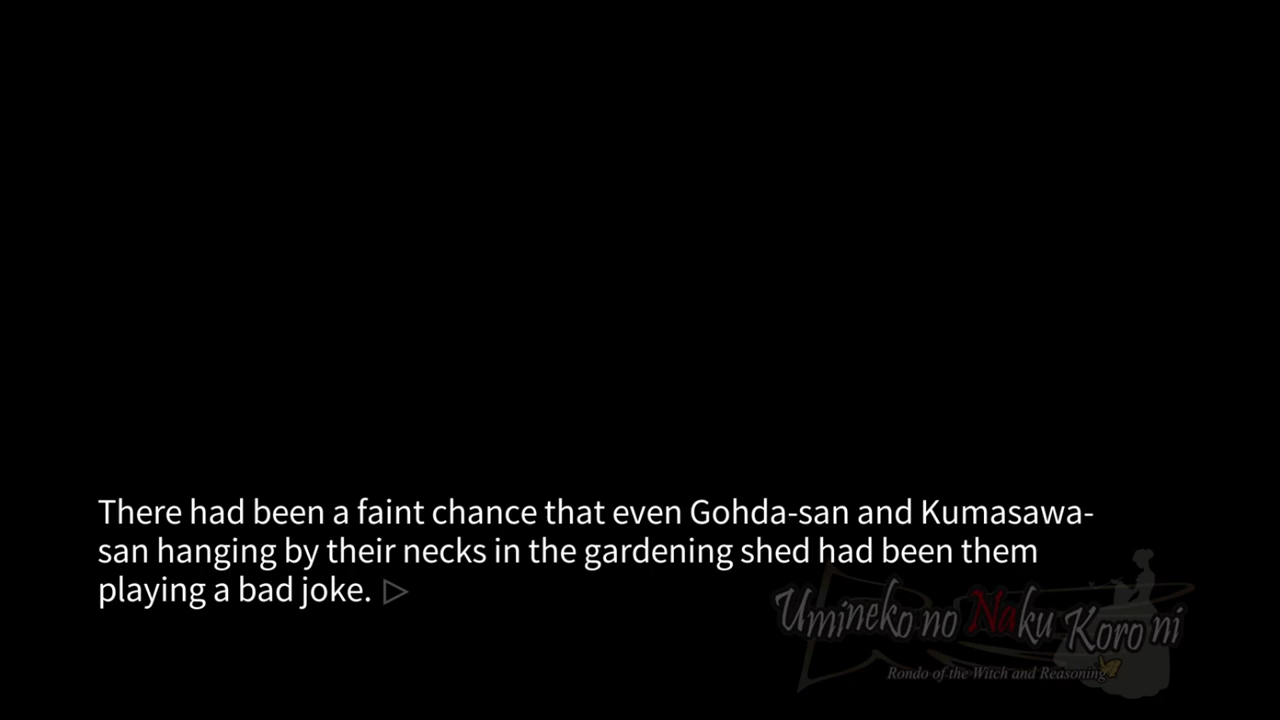 There had been a faint chance that even Gohda-san and Kumasawa-
san hanging by their necks in the gardening shed had been them
playing a bad joke.
Umineko no Naku Koro ni
Rondo of the Witch and Reasoning